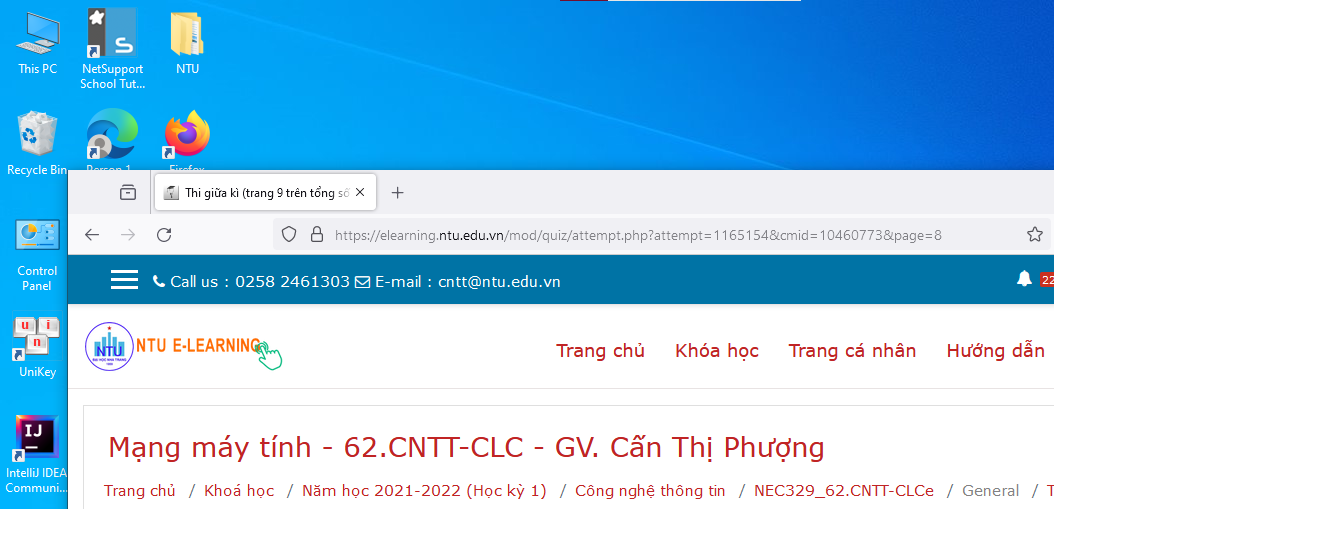 This PC
NetSupport
School Tut...
NTU
Recycle Bin
Person 1
Firefox
Thi giữa kì (trang 9 trên tổng số
https://elearning.ntu.edu.vn/mod/quiz/attempt.php?attempt=1165154&cmid=10460773&page=8
Control
Panel
Call us : 0258 2461303 E-mail : cntt@ntu.edu.vn
22
u i n
UniKey
NTU
NTU E-LEARNING
Trang chủ Khóa học Trang cá nhân Hướng dẫn
IJ
IntelliJ IDEA
Communi...
Mạng máy tính - 62.CNTT-CLC - GV. Cấn Thị Phượng
Trang chủ / Khoá học / Năm học 2021-2022 (Học kỳ 1) / Công nghệ thông tin / NEC329_62.CNTT-CLCe / General / T